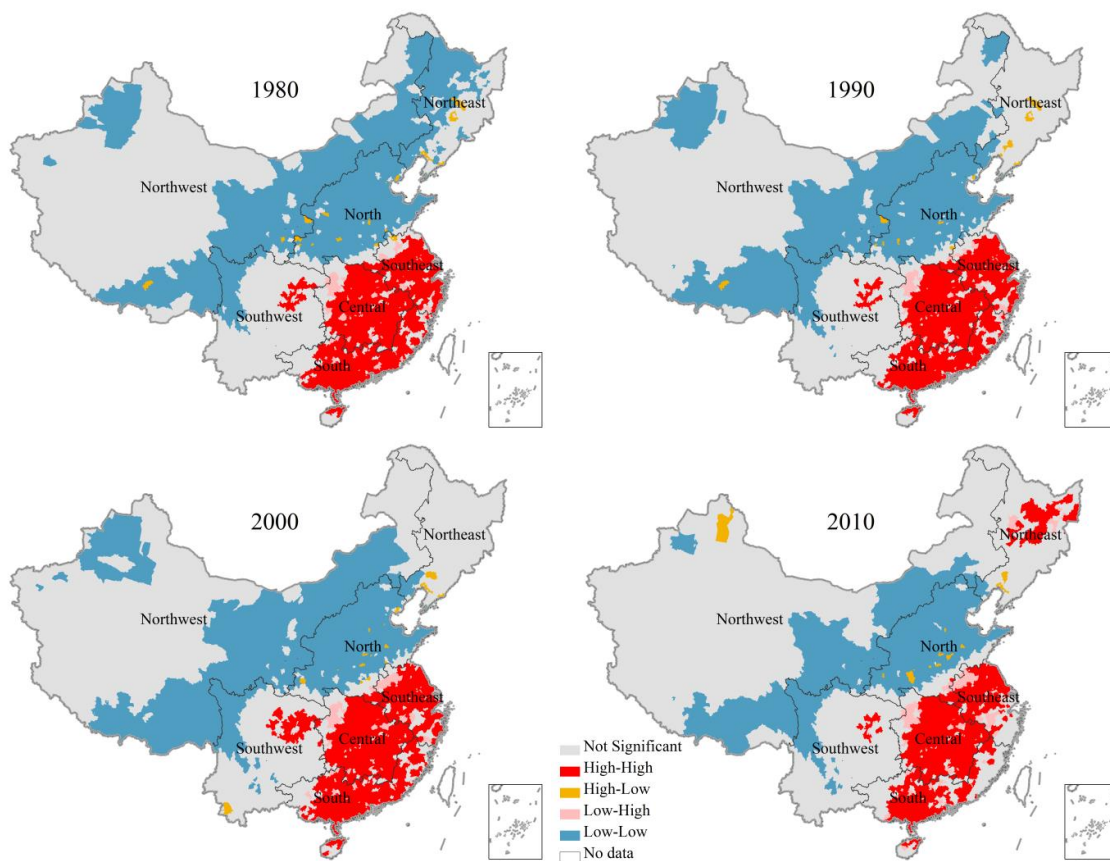 1980
Northeast
Northwest
North
Southeast
Central
Southwest
South
1990
Northeast
Northwest
North
Southeast
Central
Southwest
South
2000
Northeast
Northwest
North
Southeast
Southwest
Central
South
2010
Northeast
Northwest
North
Southeast
Southwest
Central
South
Not Significant
High-High
High-Low
Low-High
Low-Low
No data